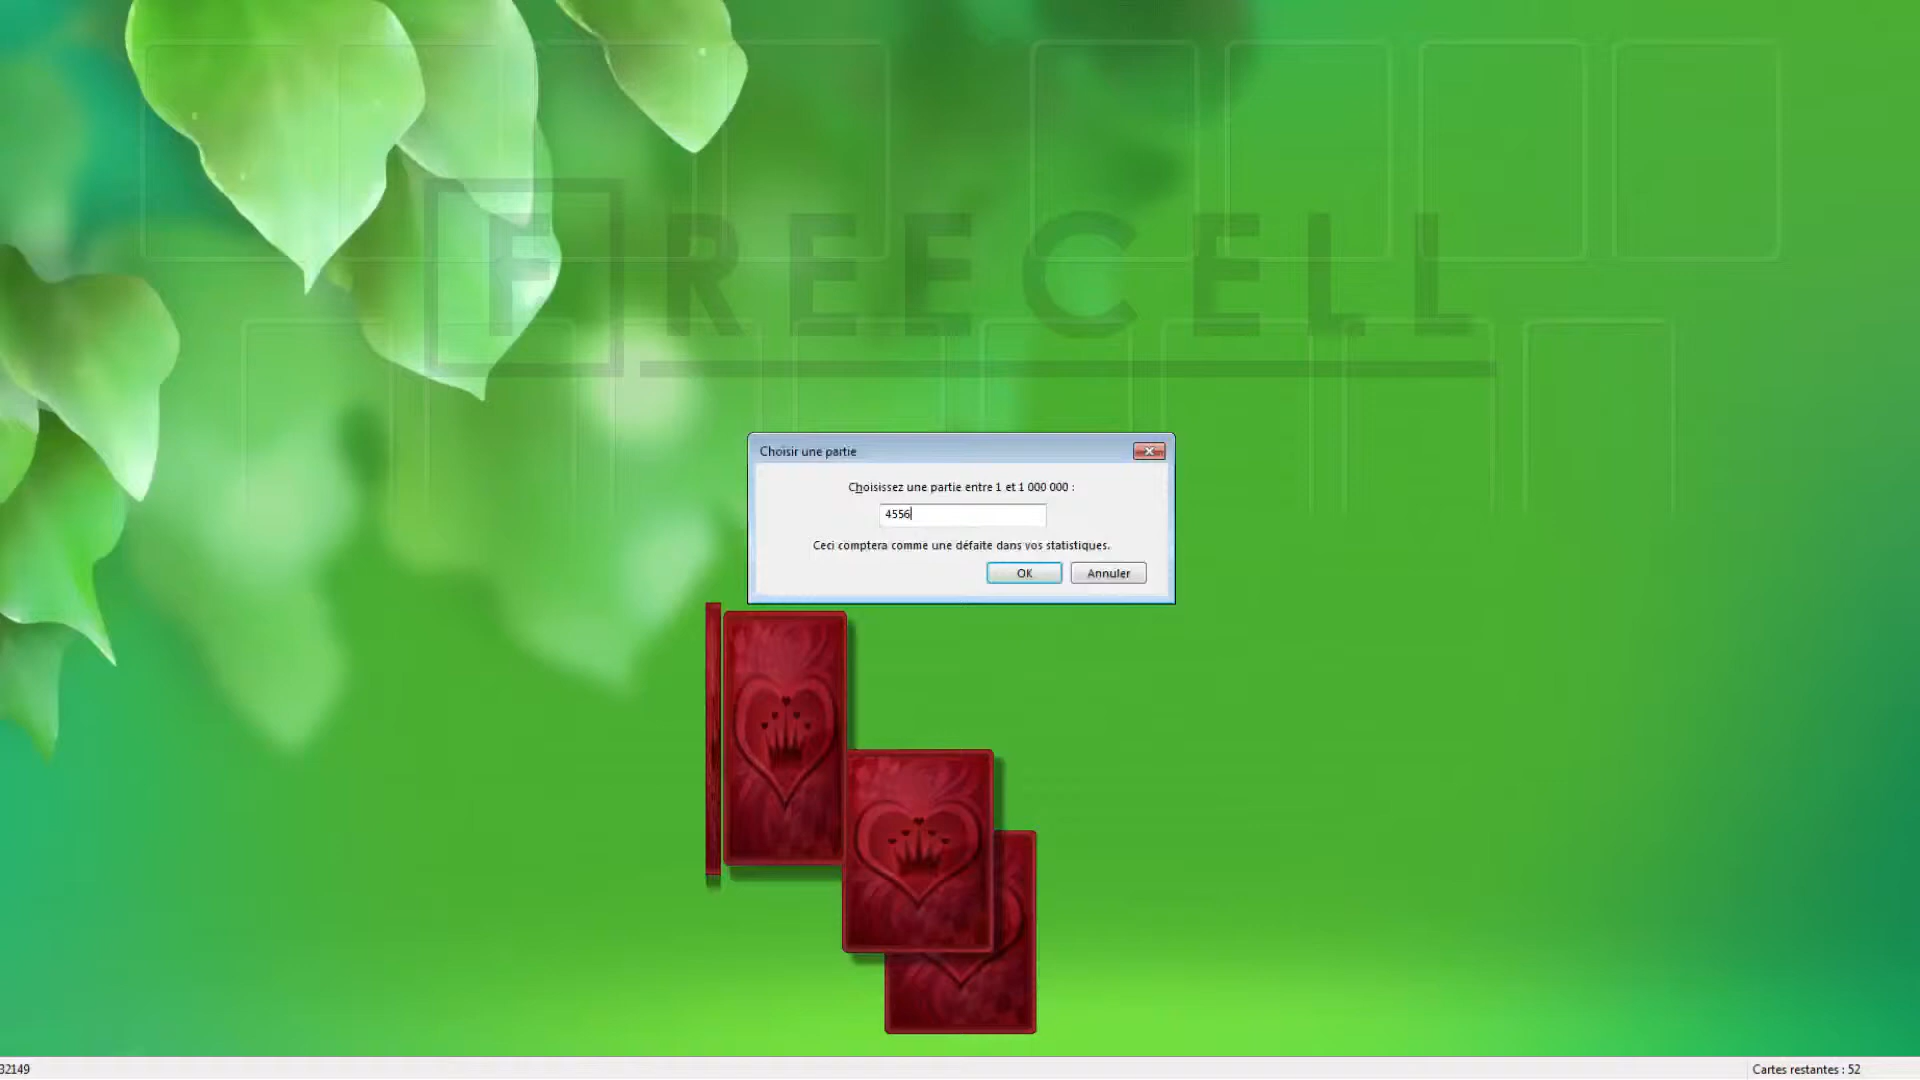 FREECELL
Choisir une partie
Choisissez une partie entre 1 et 1 000 000 :
4556
Ceci comptera comme une défaite dans vos statistiques.
OK
Annuler
32149
Cartes restantes : 52